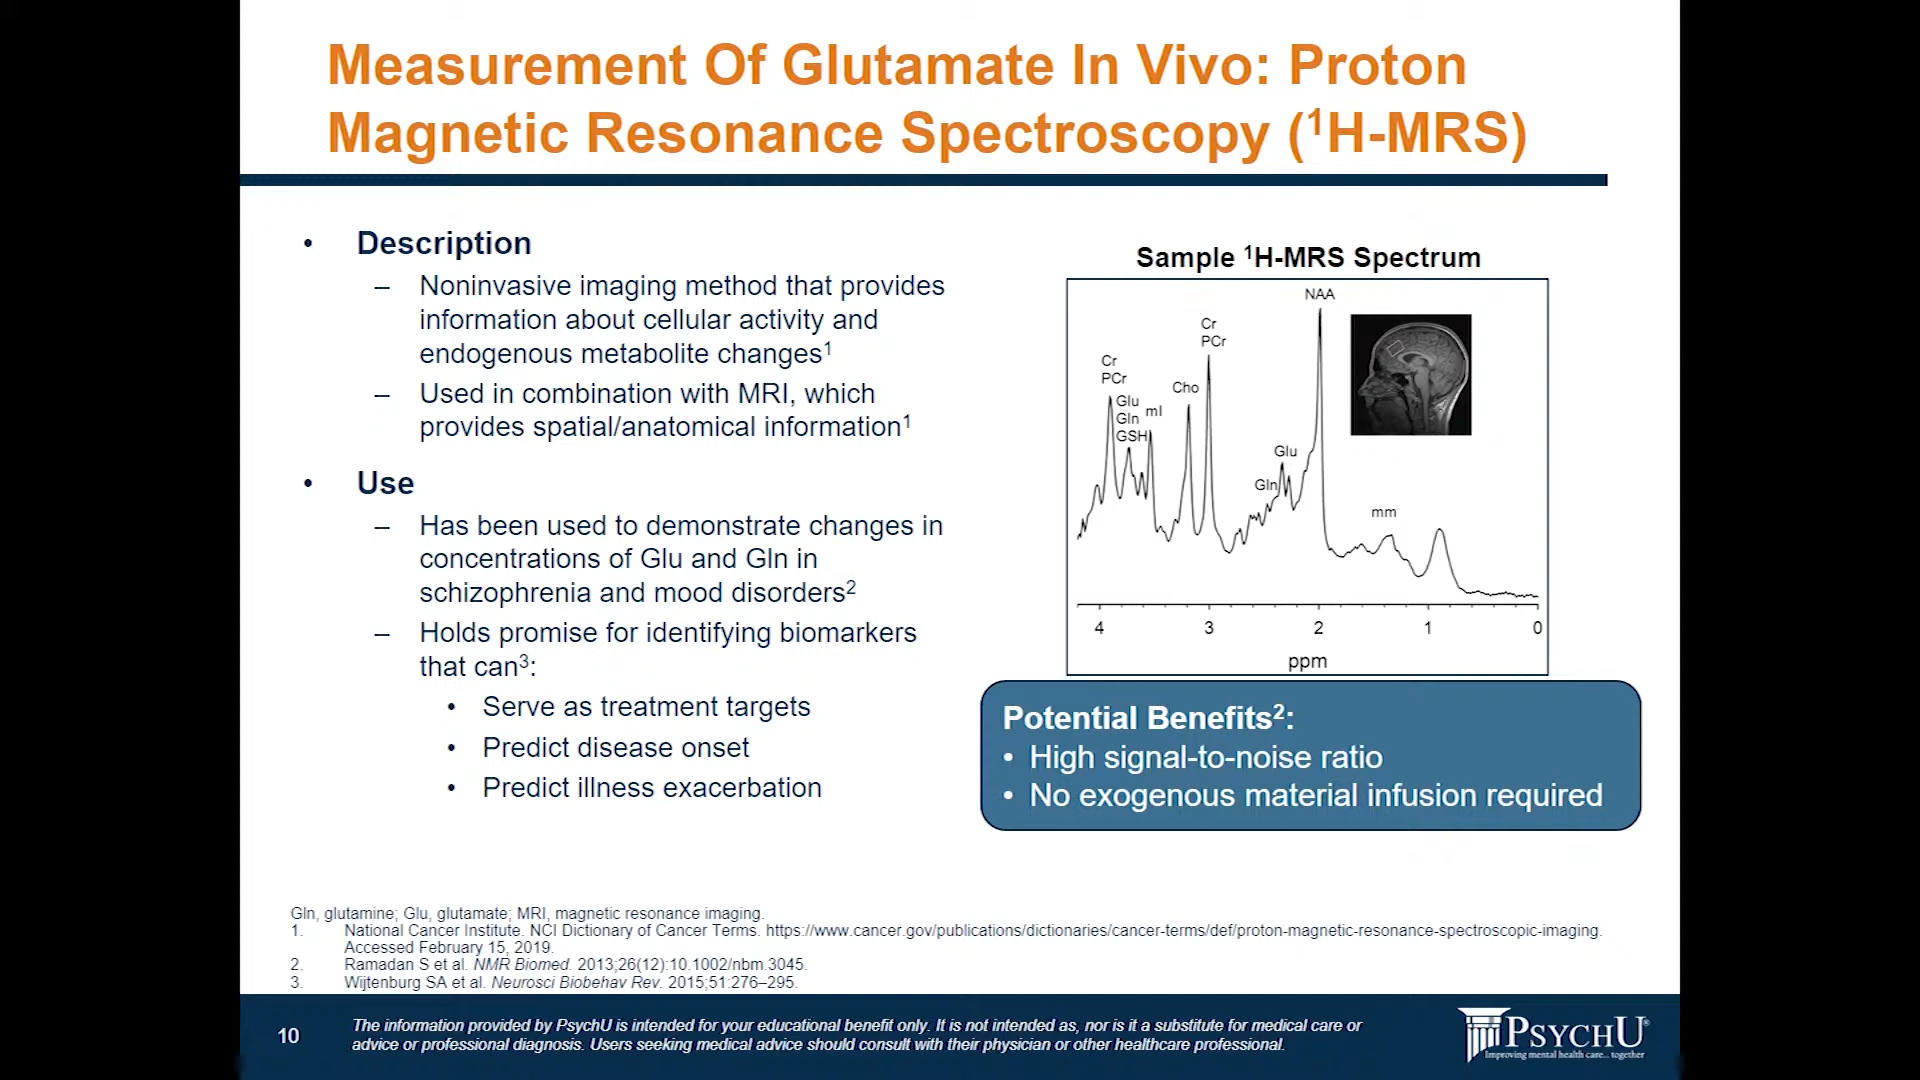 Measurement Of Glutamate In Vivo: Proton
Magnetic Resonance Spectroscopy (¹H-MRS)
• Description
– Noninvasive imaging method that provides
information about cellular activity and
endogenous metabolite changes¹
– Used in combination with MRI, which
provides spatial/anatomical information¹
• Use
– Has been used to demonstrate changes in
concentrations of Glu and Gln in
schizophrenia and mood disorders²
– Holds promise for identifying biomarkers
that can³:
• Serve as treatment targets
• Predict disease onset
• Predict illness exacerbation
Sample ¹H-MRS Spectrum
NAA
Cr
PCr
Cr
PCr
Cho
Glu
Gln
GSH
mI
Glu
Gln
mm
4 3 2 1 0
ppm
Potential Benefits²:
• High signal-to-noise ratio
• No exogenous material infusion required
Gln, glutamine; Glu, glutamate; MRI, magnetic resonance imaging.
1. National Cancer Institute. NCI Dictionary of Cancer Terms. https://www.cancer.gov/publications/dictionaries/cancer-terms/def/proton-magnetic-resonance-spectroscopic-imaging.
Accessed February 15, 2019.
2. Ramadan S et al. NMR Biomed. 2013;26(12):10.1002/nbm.3045.
3. Wijtenburg SA et al. Neurosci Biobehav Rev. 2015;51:276–295.
10
The information provided by PsychU is intended for your educational benefit only. It is not intended as, nor is it a substitute for medical care or
advice or professional diagnosis. Users seeking medical advice should consult with their physician or other healthcare professional.
PSYCHU®
Improving mental health care... together